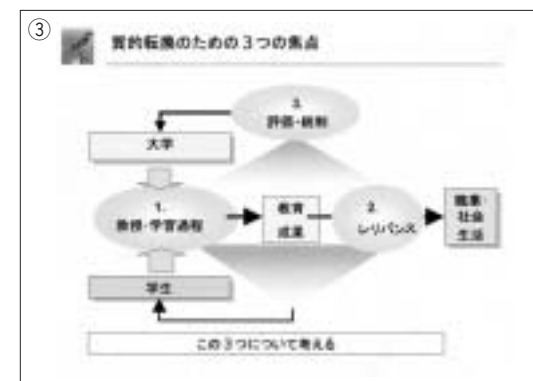 ③
質的転換のための3つの焦点
3.
評価・統制
大学
1.
教授・学習過程
教育
成果
2.
レリバンス
職業・
社会
生活
学生
この3つについて考える